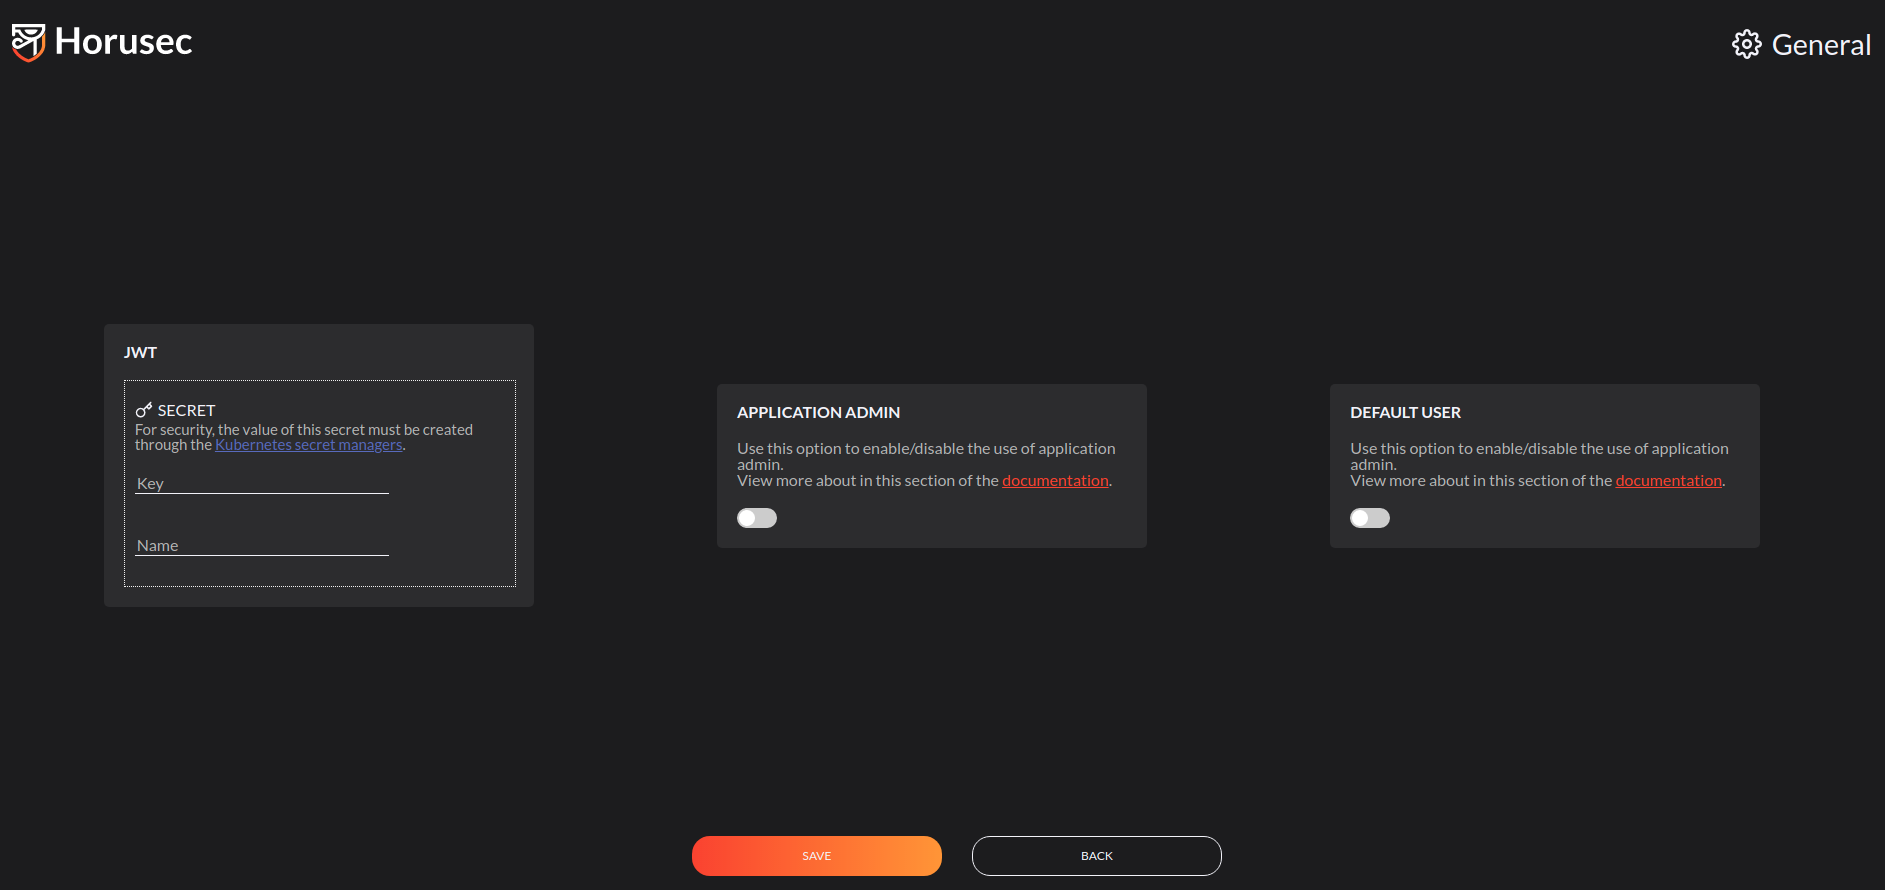 Horusec
General
JWT
SECRET
For security, the value of this secret must be created
through the Kubernetes secret managers.
Key
Name
APPLICATION ADMIN
Use this option to enable/disable the use of application
admin.
View more about in this section of the documentation.
DEFAULT USER
Use this option to enable/disable the use of application
admin.
View more about in this section of the documentation.
SAVE
BACK